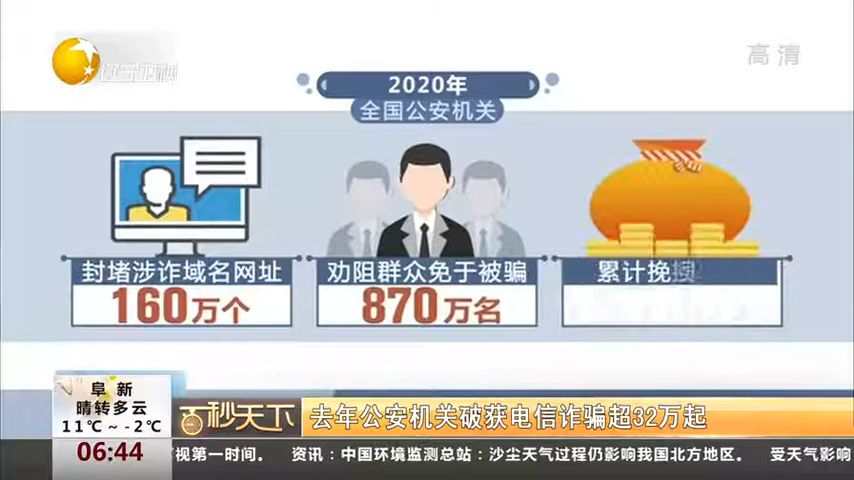 高清
2020年
全国公安机关
封堵涉诈域名网址
160万个
劝阻群众免于被骗
870万名
累计挽
阜新
晴转多云
11℃~-2℃
06:44
百秒天下
去年公安机关破获电信诈骗超32万起
视第一时间。 资讯：中国环境监测总站：沙尘天气过程仍影响我国北方地区。 受天气影响